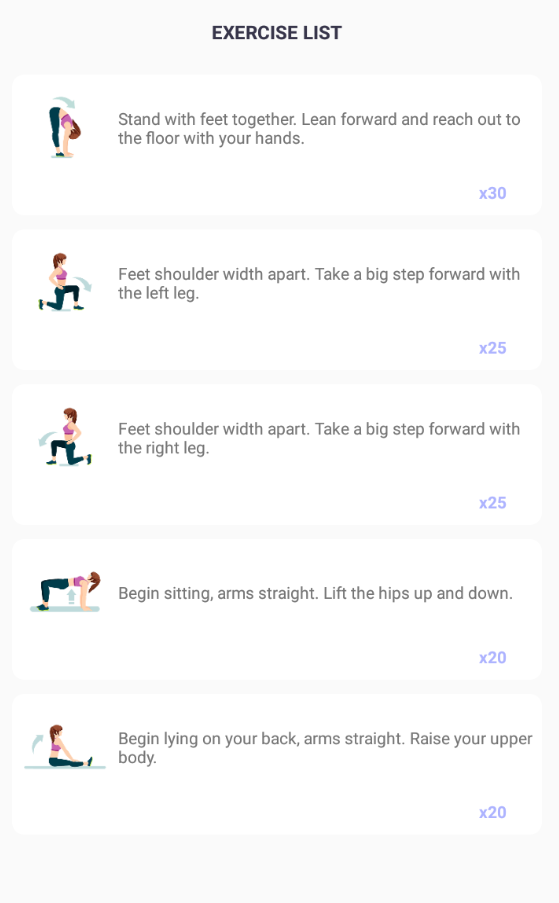 EXERCISE LIST
Stand with feet together. Lean forward and reach out to
the floor with your hands.
x30
Feet shoulder width apart. Take a big step forward with
the left leg.
x25
Feet shoulder width apart. Take a big step forward with
the right leg.
x25
Begin sitting, arms straight. Lift the hips up and down.
x20
Begin lying on your back, arms straight. Raise your upper
body.
x20